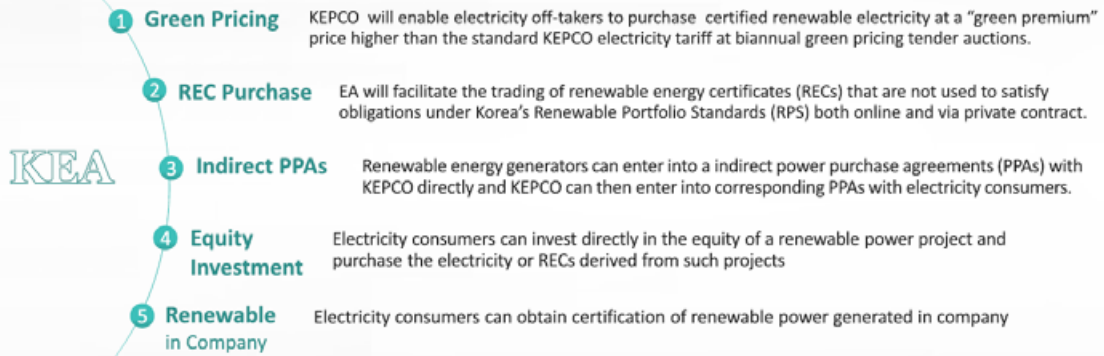 1 Green Pricing KEPCO will enable electricity off-takers to purchase certified renewable electricity at a “green premium”
price higher than the standard KEPCO electricity tariff at biannual green pricing tender auctions.
2 REC Purchase EA will facilitate the trading of renewable energy certificates (RECs) that are not used to satisfy
obligations under Korea's Renewable Portfolio Standards (RPS) both online and via private contract.
KEA
3 Indirect PPAs Renewable energy generators can enter into a indirect power purchase agreements (PPAs) with
KEPCO directly and KEPCO can then enter into corresponding PPAs with electricity consumers.
4 Equity
Investment
Electricity consumers can invest directly in the equity of a renewable power project and
purchase the electricity or RECs derived from such projects
5 Renewable
in Company
Electricity consumers can obtain certification of renewable power generated in company